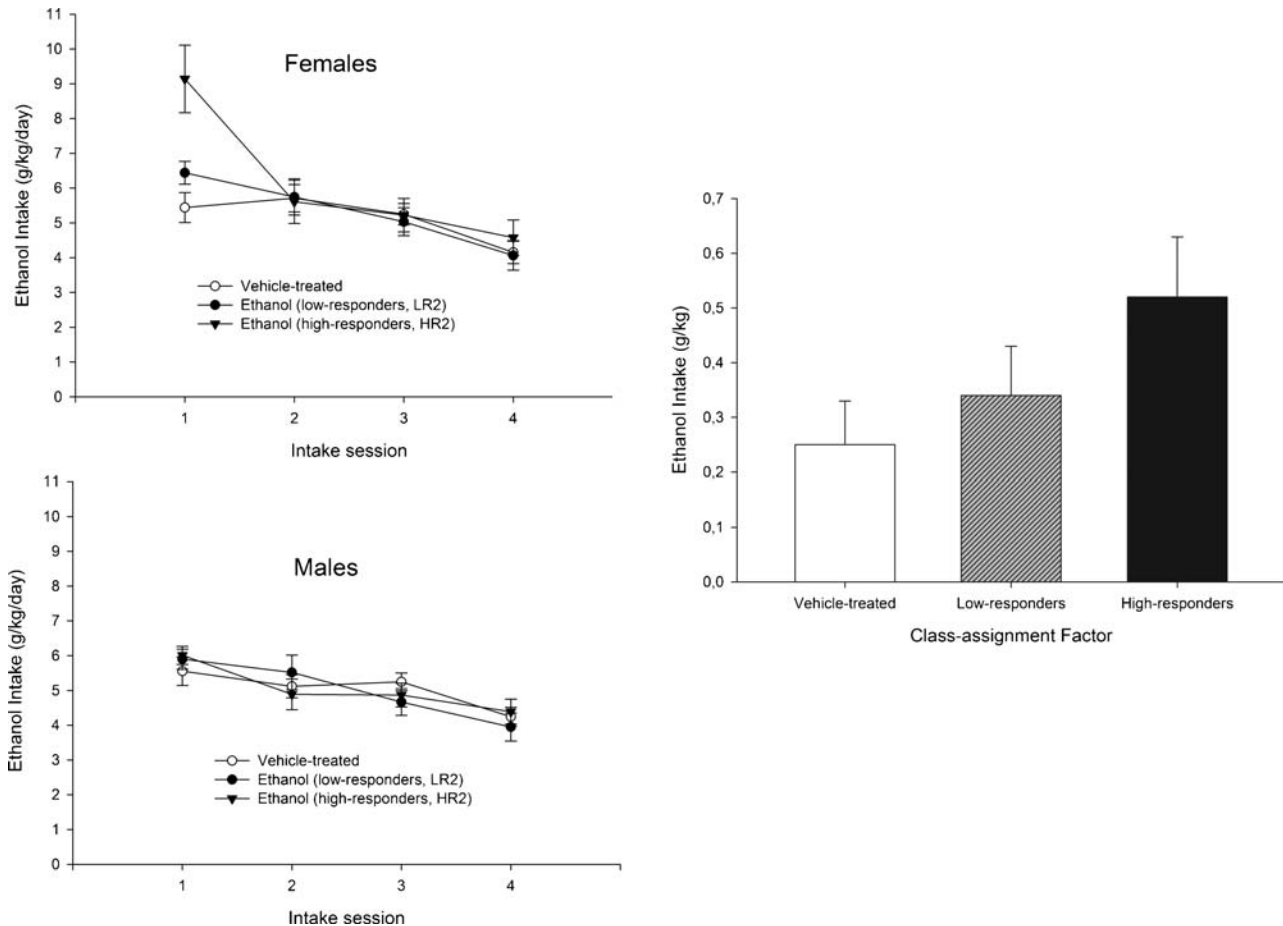 Females
Ethanol Intake (g/kg/day)
11
10
9
8
7
6
5
4
3
2
1
0
Vehicle-treated
Ethanol (low-responders, LR2)
Ethanol (high-responders, HR2)
1 2 3 4
Intake session
Males
Ethanol Intake (g/kg/day)
11
10
9
8
7
6
5
4
3
2
1
0
Vehicle-treated
Ethanol (low-responders, LR2)
Ethanol (high-responders, HR2)
1 2 3 4
Intake session
Ethanol Intake (g/kg)
0,7
0,6
0,5
0,4
0,3
0,2
0,1
0,0
Vehicle-treated Low-responders High-responders
Class-assignment Factor